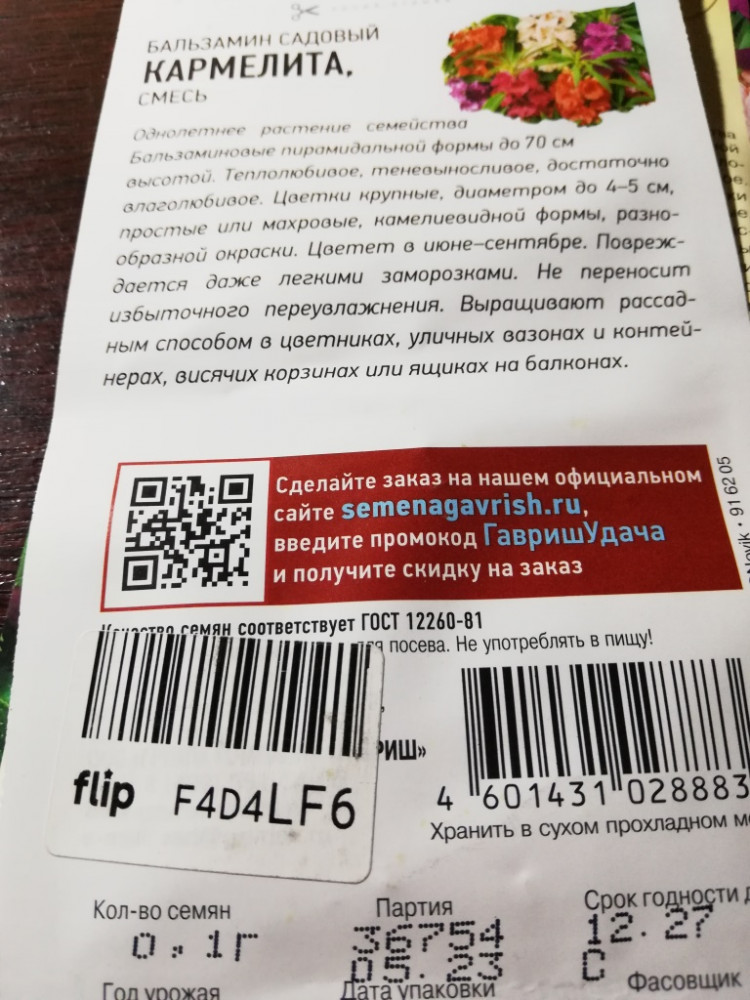 БАЛЬЗАМИН САДОВЫЙ
КАРМЕЛИТА,
СМЕСЬ
Однолетнее растение семейства
Бальзаминовые пирамидальной формы до 70 см
высотой. Теплолюбивое, теневыносливое, достаточно
влаголюбивое. Цветки крупные, диаметром до 4–5 см,
простые или махровые, камелиевидной формы, разно-
образной окраски. Цветет в июне–сентябре. Повреж-
дается даже легкими заморозками. Не переносит
избыточного переувлажнения. Выращивают рассад-
ным способом в цветниках, уличных вазонах и контей-
нерах, висячих корзинах или ящиках на балконах.
Сделайте заказ на нашем официальном
сайте semenagavrish.ru,
введите промокод ГавришУдача
и получите скидку на заказ
Novik • 91 62 05
Качество семян соответствует ГОСТ 12260-81
для посева. Не употреблять в пищу!
РИШ»
flip F4D4LF6
4 601431 028883
Хранить в сухом прохладном
Кол-во семян
0.1г
Партия
36754
Срок годности
12.27
05.23
С
Год урожая
Дата упаковки
Фасовщик